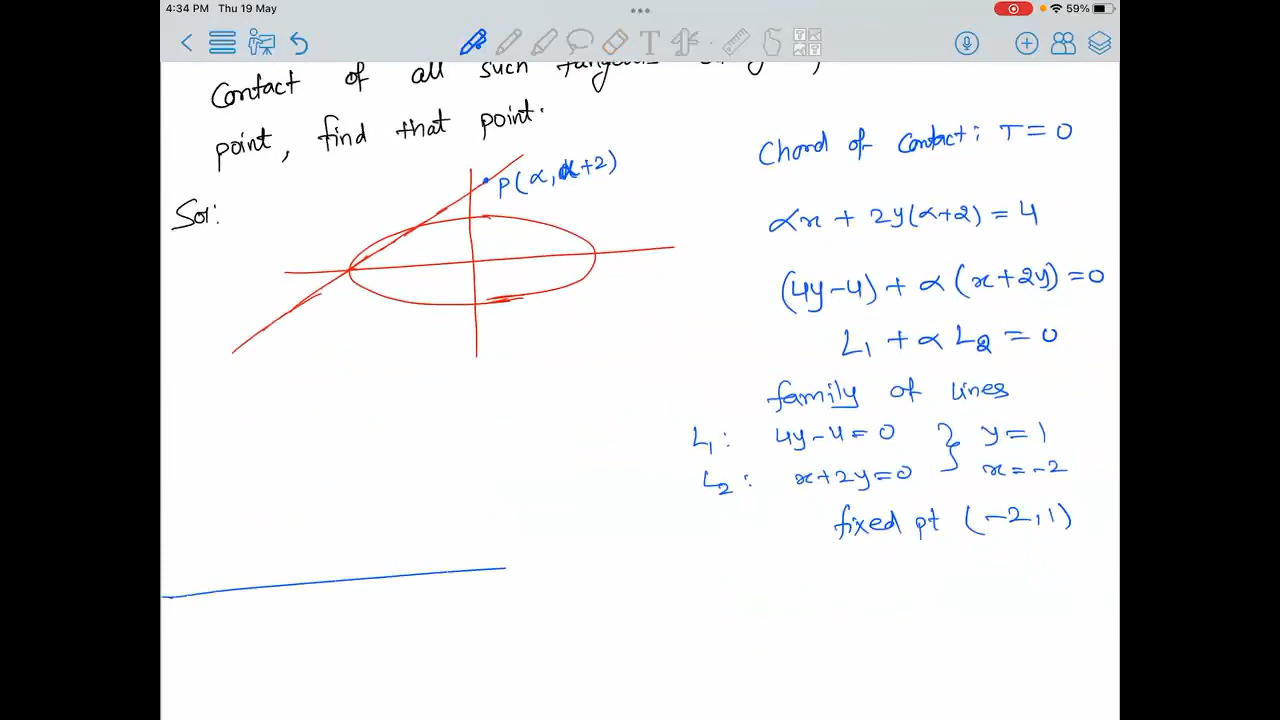 4:34 PM Thu 19 May
59%
T
Contact of all such
point, find that point.
Sol:
P(α, α+2)
Chord of contact: T = 0
αx + 2y(α+2) = 4
(4y-4) + α(x+2y) = 0
L₁ + α L₂ = 0
family of lines
L₁: 4y-4 = 0 } y = 1
L₂: x+2y = 0 x = -2
fixed pt (-2, 1)